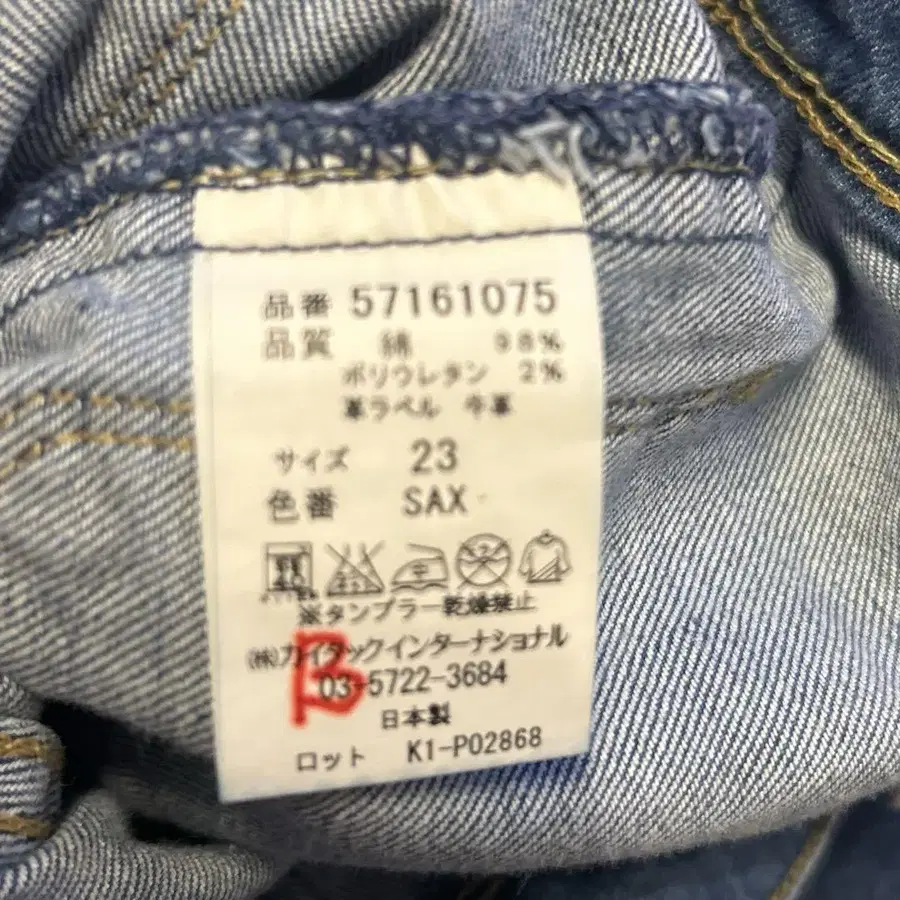 品番 57161075
品質 綿 98%
ポリウレタン 2%
革ラベル 牛革
サイズ 23
色番 SAX
※タンブラー乾燥禁止
㈱カイタックインターナショナル
B
03-5722-3684
日本製
ロット K1-P02868